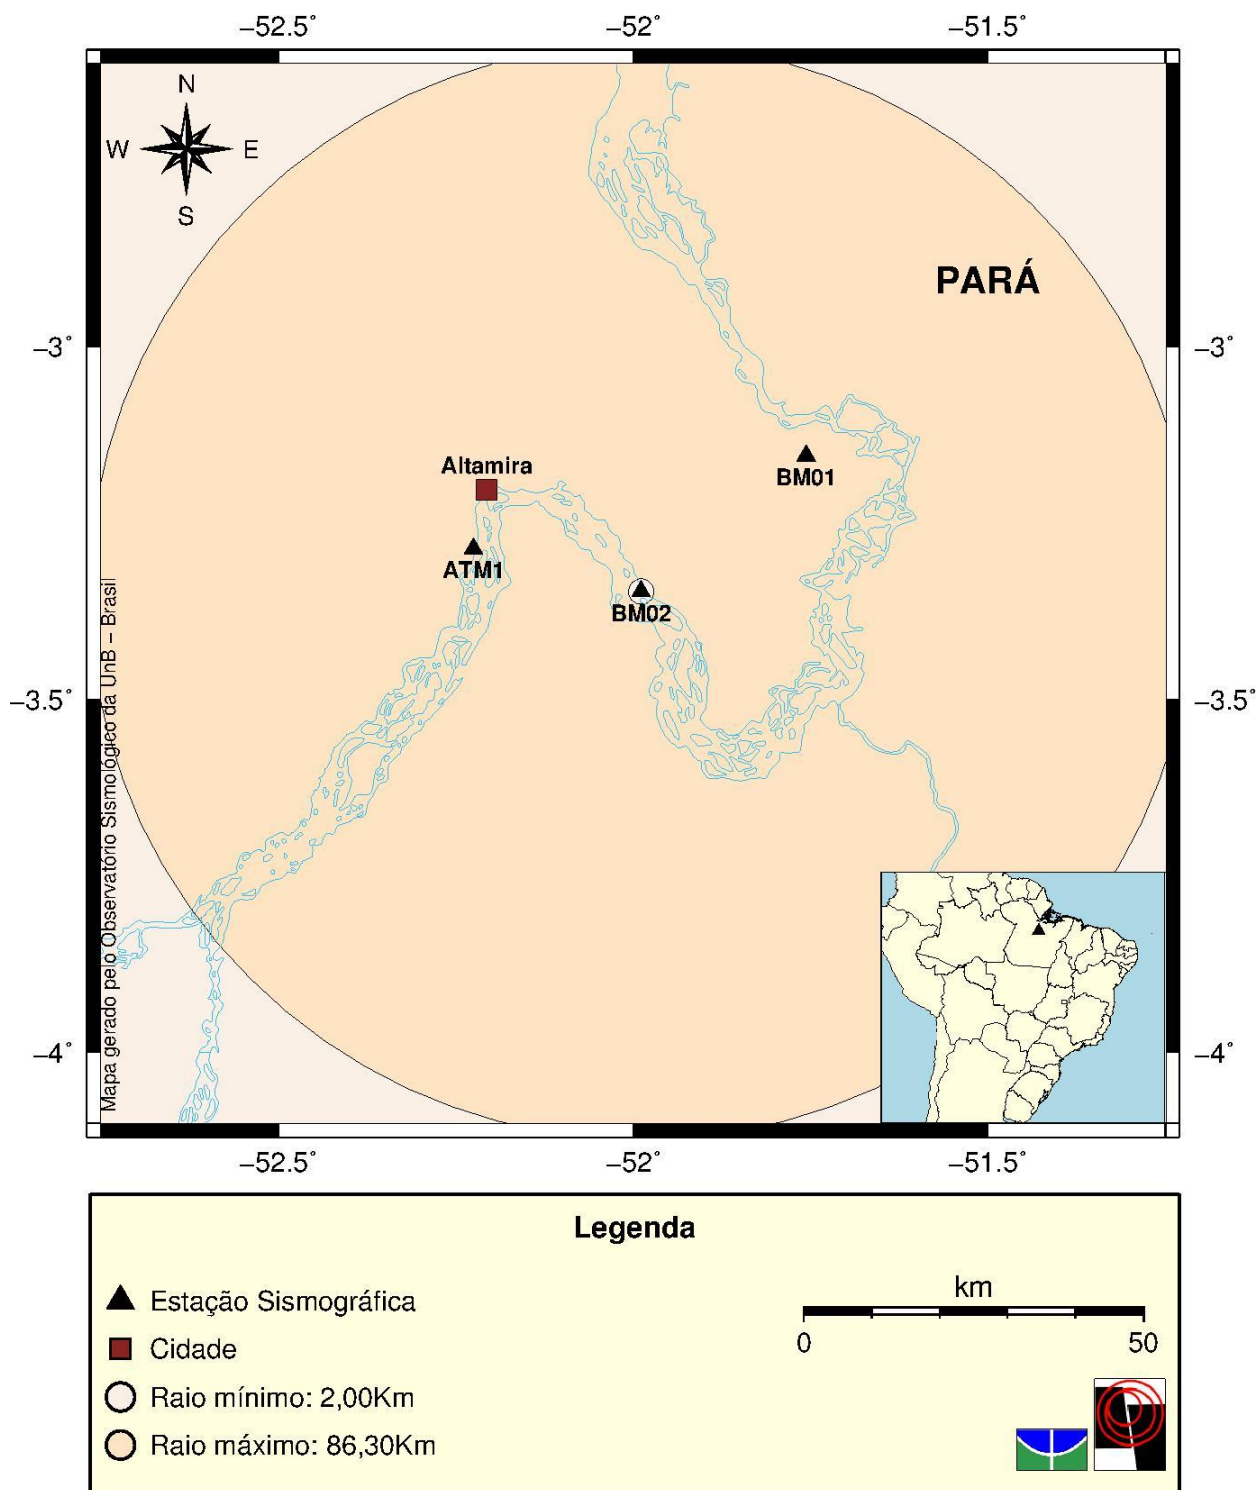 −52.5˚ −52˚ −51.5˚
N
W E
S
PARÁ
−3˚ −3˚
Altamira
BM01
ATM1
BM02
−3.5˚ −3.5˚
Mapa gerado pelo Observatório Sismológico da UnB − Brasil
−4˚ −4˚
−52.5˚ −52˚ −51.5˚
Legenda
km
Estação Sismográfica
0 50
Cidade
Raio mínimo: 2,00Km
Raio máximo: 86,30Km